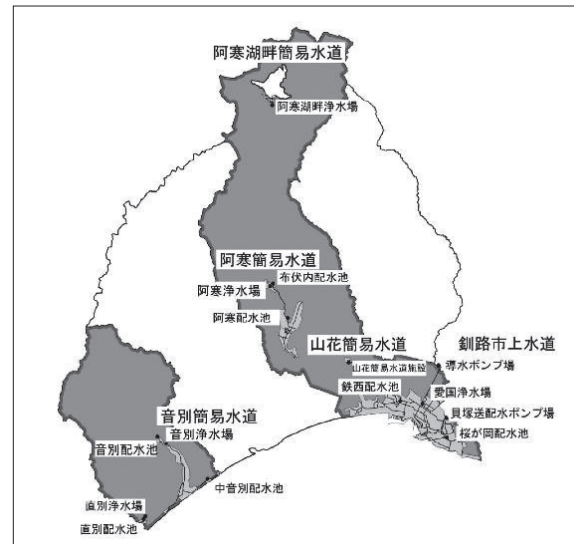 阿寒湖畔簡易水道
阿寒湖畔浄水場
阿寒簡易水道
布伏内配水池
阿寒浄水場
阿寒配水池
山花簡易水道
釧路市上水道
山花簡易水道施設
導水ポンプ場
鉄西配水池
愛国浄水場
貝塚送配水ポンプ場
桜が岡配水池
音別簡易水道
音別浄水場
音別配水池
中音別配水池
直別浄水場
直別配水池